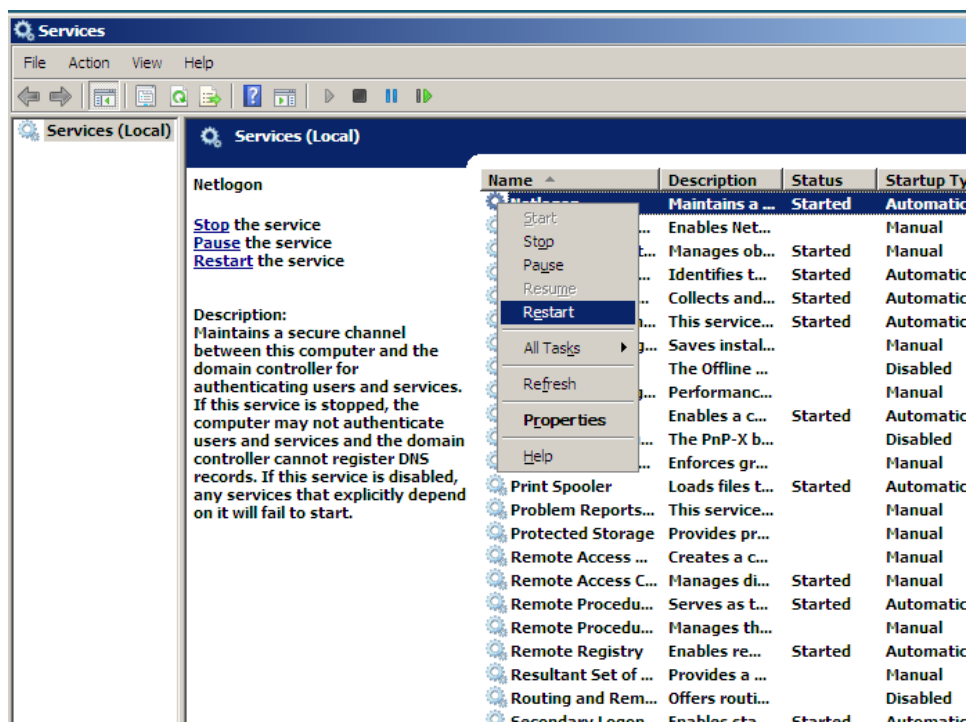 Services
File Action View Help
Services (Local)
Services (Local)
Netlogon
Stop the service
Pause the service
Restart the service
Description:
Maintains a secure channel
between this computer and the
domain controller for
authenticating users and services.
If this service is stopped, the
computer may not authenticate
users and services and the domain
controller cannot register DNS
records. If this service is disabled,
any services that explicitly depend
on it will fail to start.
Name Description Status Startup Ty
Netlogon Maintains a ... Started Automatic
... Enables Net... Manual
t... Manages ob... Started Manual
... Identifies t... Started Automatic
... Collects and... Started Automatic
... This service... Started Automatic
... Saves instal... Manual
The Offline ... Disabled
... Performanc... Manual
Enables a c... Started Automatic
... The PnP-X b... Disabled
... Enforces gr... Manual
Start
Stop
Pause
Resume
Restart
All Tasks
Refresh
Properties
Help
Print Spooler Loads files t... Started Automatic
Problem Reports... This service... Manual
Protected Storage Provides pr... Manual
Remote Access ... Creates a c... Manual
Remote Access C... Manages di... Started Manual
Remote Procedu... Serves as t... Started Automatic
Remote Procedu... Manages th... Manual
Remote Registry Enables re... Started Automatic
Resultant Set of ... Provides a ... Manual
Routing and Rem... Offers routi... Disabled
Secondary Logon Enables sta... Started Automatic